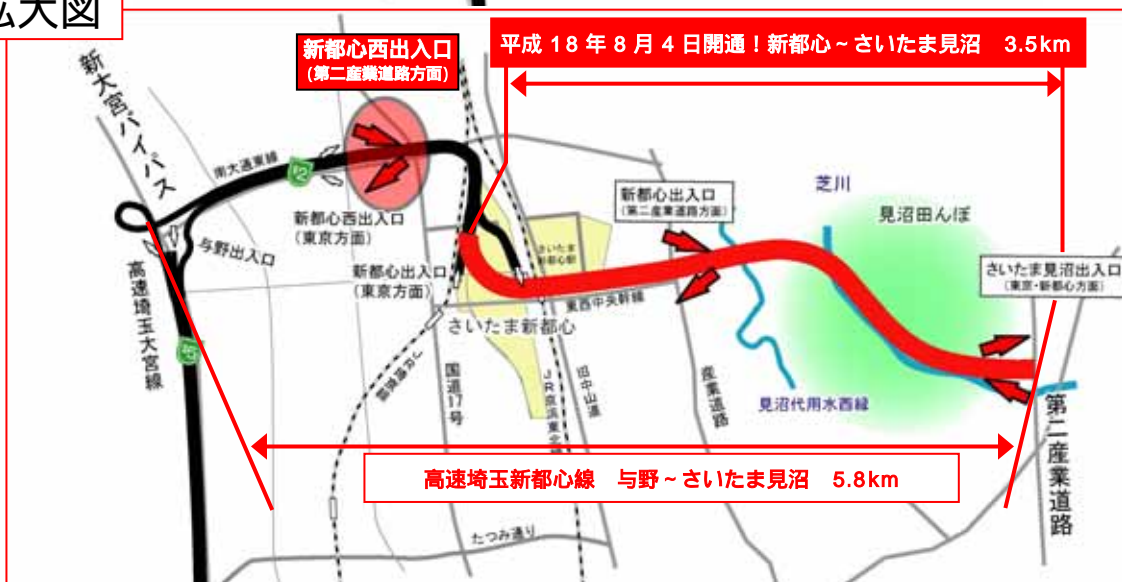 拡大図
平成18年8月4日開通！新都心～さいたま見沼　3.5km
新都心西出入口
（第二産業道路方面）
新大宮バイパス
南大通東線
新都心西出入口
（東京方面）
与野出入口
高速埼玉大宮線
新都心出入口
（東京方面）
さいたま
新都心駅
新都心出入口
（第二産業道路方面）
芝川
見沼田んぼ
さいたま見沼出入口
（東京・新都心方面）
東西中央幹線
さいたま新都心
国道17号
JR埼京線
JR京浜東北線
旧中山道
産業道路
見沼代用水西縁
第二産業道路
高速埼玉新都心線　与野～さいたま見沼　5.8km
たつみ通り